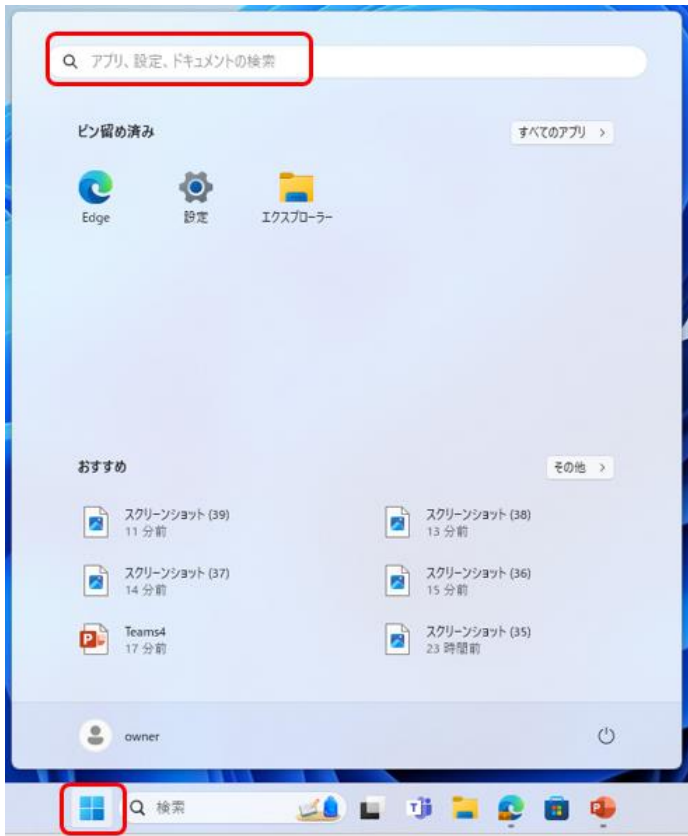 アプリ、設定、ドキュメントの検索
ピン留め済み
すべてのアプリ >
Edge
設定
エクスプローラー
おすすめ
その他 >
スクリーンショット (39)
11 分前
スクリーンショット (38)
13 分前
スクリーンショット (37)
14 分前
スクリーンショット (36)
15 分前
Teams4
17 分前
スクリーンショット (35)
23 時間前
owner
検索